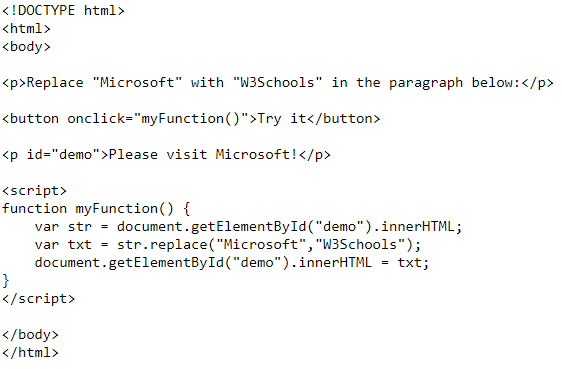 <!DOCTYPE html>
<html>
<body>
<p>Replace "Microsoft" with "W3Schools" in the paragraph below:</p>
<button onclick="myFunction()">Try it</button>
<p id="demo">Please visit Microsoft!</p>
<script>
function myFunction() {
    var str = document.getElementById("demo").innerHTML;
    var txt = str.replace("Microsoft","W3Schools");
    document.getElementById("demo").innerHTML = txt;
}
</script>
</body>
</html>